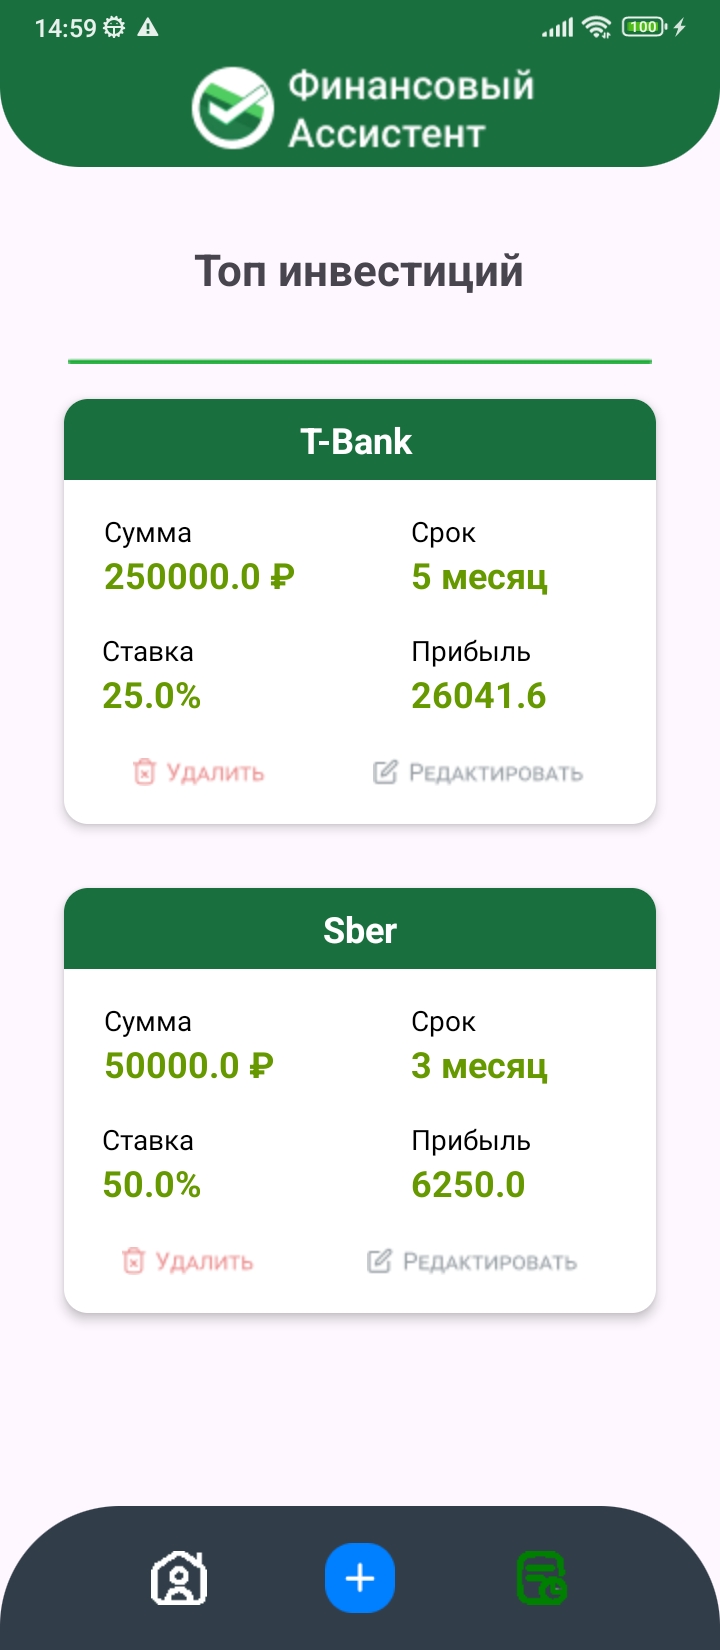 14:59
100
Финансовый
Ассистент
Топ инвестиций
T-Bank
Сумма
Срок
250000.0 ₽
5 месяц
Ставка
Прибыль
25.0%
26041.6
Удалить
Редактировать
Sber
Сумма
Срок
50000.0 ₽
3 месяц
Ставка
Прибыль
50.0%
6250.0
Удалить
Редактировать